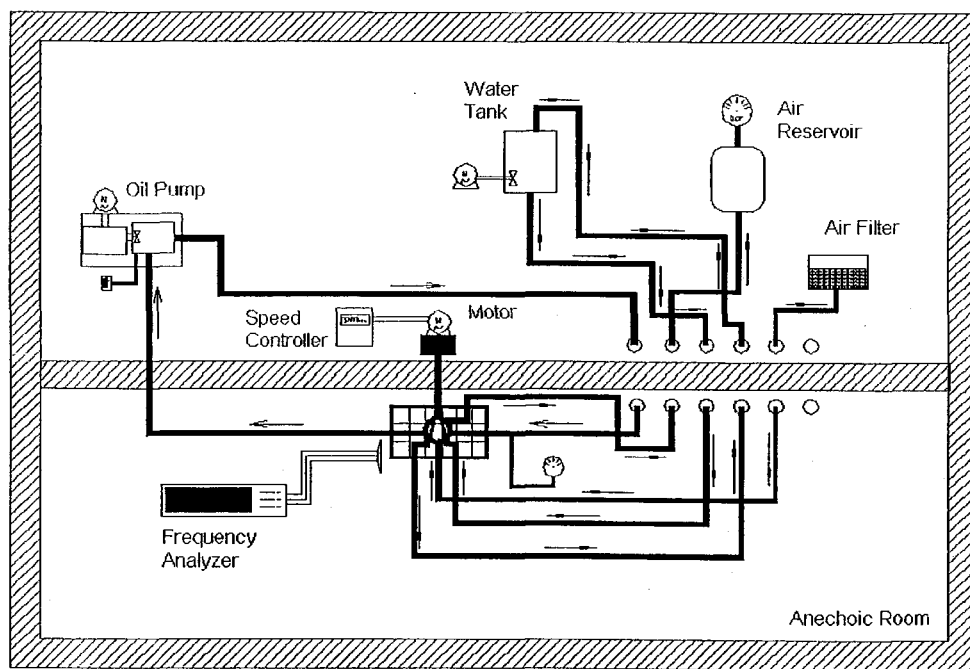 Water
Tank
Air
Reservoir
Oil Pump
Air Filter
Speed
Controller
Motor
Frequency
Analyzer
Anechoic Room